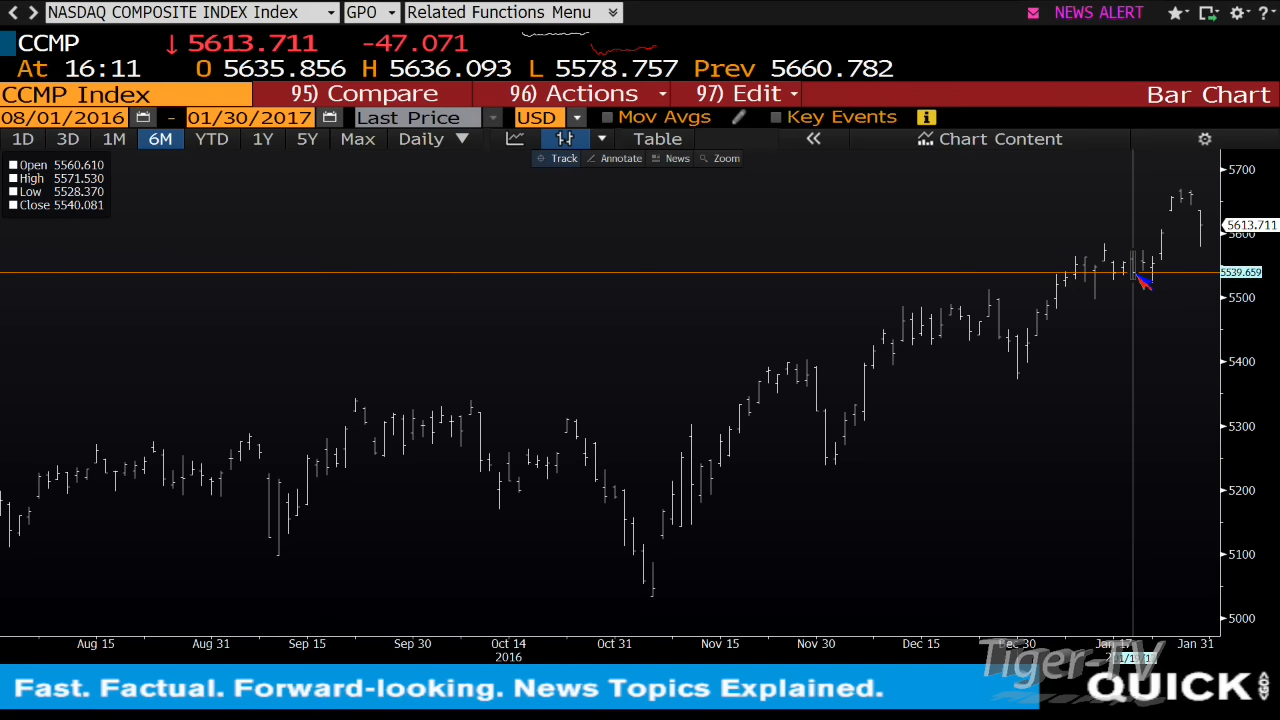 NASDAQ COMPOSITE INDEX Index GPO Related Functions Menu NEWS ALERT ?
CCMP ↓ 5613.711 -47.071
At 16:11 O 5635.856 H 5636.093 L 5578.757 Prev 5660.782
CCMP Index 95) Compare 96) Actions 97) Edit Bar Chart
08/01/2016 - 01/30/2017 Last Price USD Mov Avgs Key Events
1D 3D 1M 6M YTD 1Y 5Y Max Daily ▼ Table « Chart Content
Track Annotate News Zoom
Open 5560.610
High 5571.530
Low 5528.370
Close 5540.081
5700
5613.711
5600
5539.659
5500
5400
5300
5200
5100
5000
Aug 15 Aug 31 Sep 15 Sep 30 Oct 14 Oct 31 Nov 15 Nov 30 Dec 15 Dec 30 Jan 17 Jan 31
2016
Tiger-TV
Fast. Factual. Forward-looking. News Topics Explained. QUICK